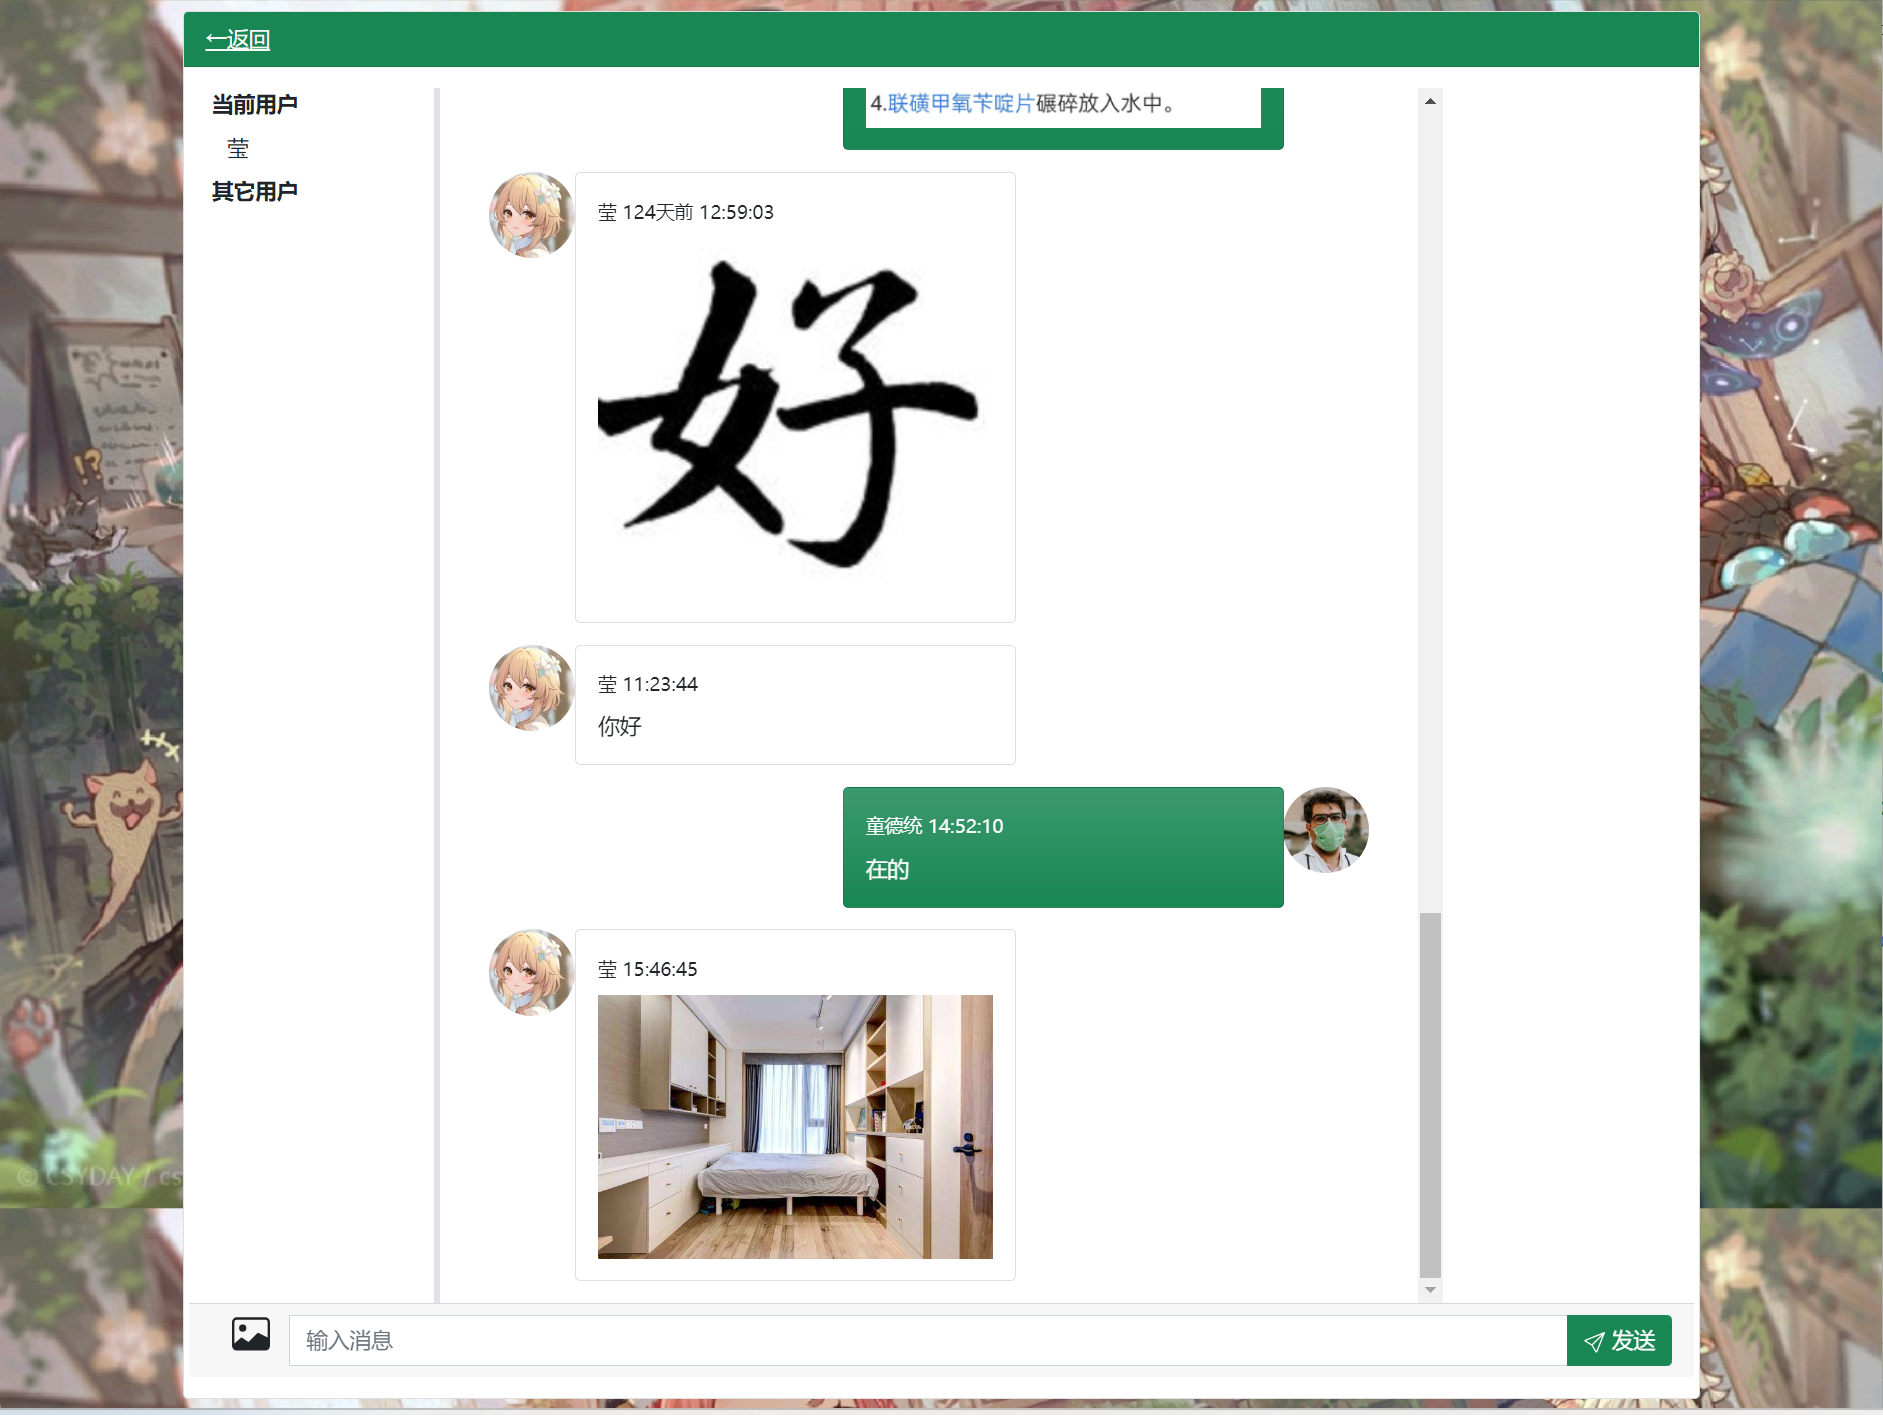 ←返回
当前用户
莹
其它用户
4.联磺甲氧苄啶片碾碎放入水中。
莹 124天前 12:59:03
好
莹 11:23:44
你好
童德统 14:52:10
在的
莹 15:46:45
输入消息
发送
!?
© CSYDAY / cs